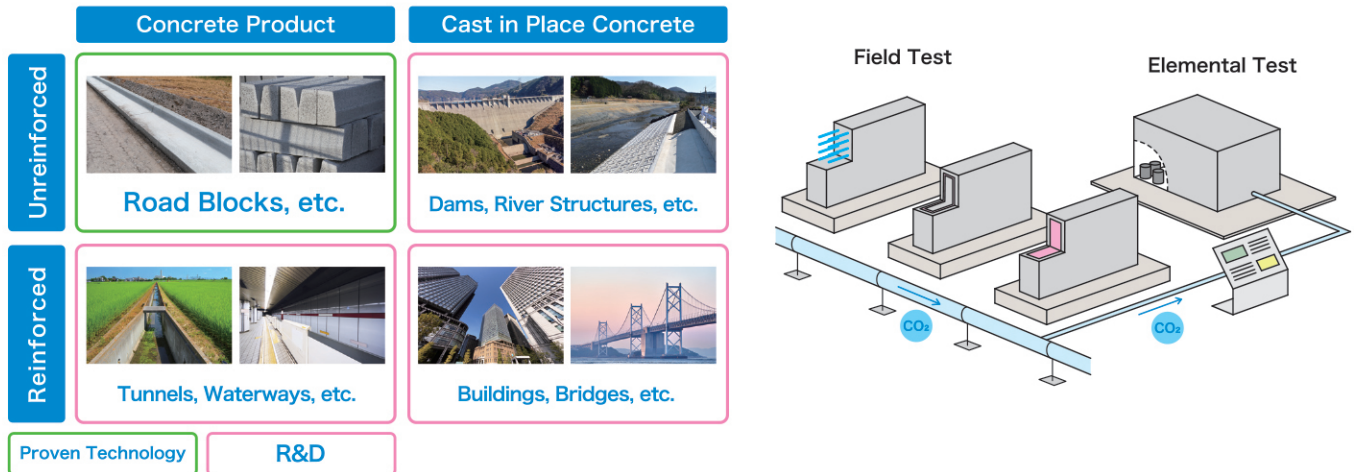 Concrete Product
Cast in Place Concrete
Unreinforced
Road Blocks, etc.
Dams, River Structures, etc.
Reinforced
Tunnels, Waterways, etc.
Buildings, Bridges, etc.
Proven Technology
R&D
Field Test
Elemental Test
CO₂
CO₂